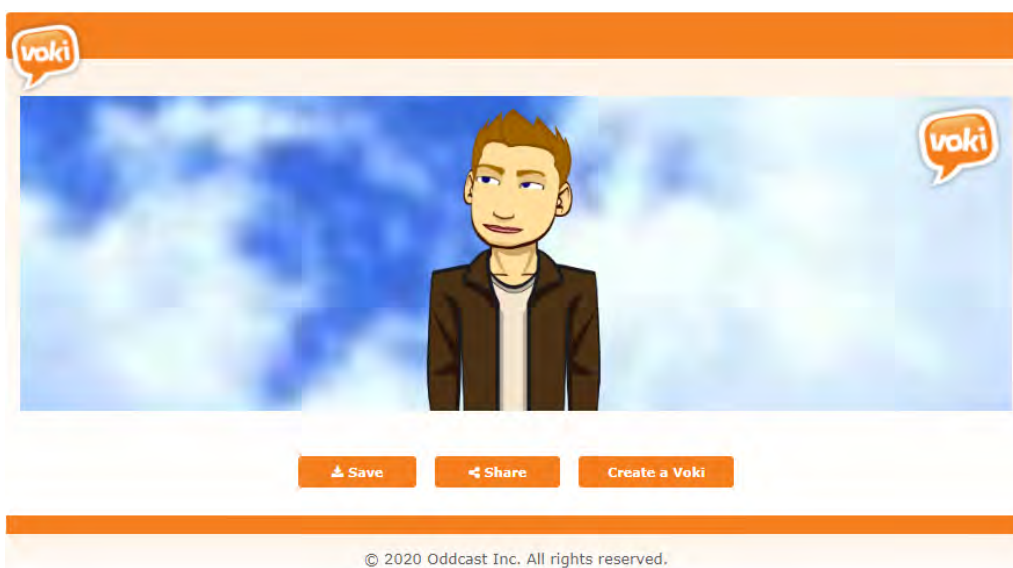 voki
voki
Save
Share
Create a Voki
© 2020 Oddcast Inc. All rights reserved.